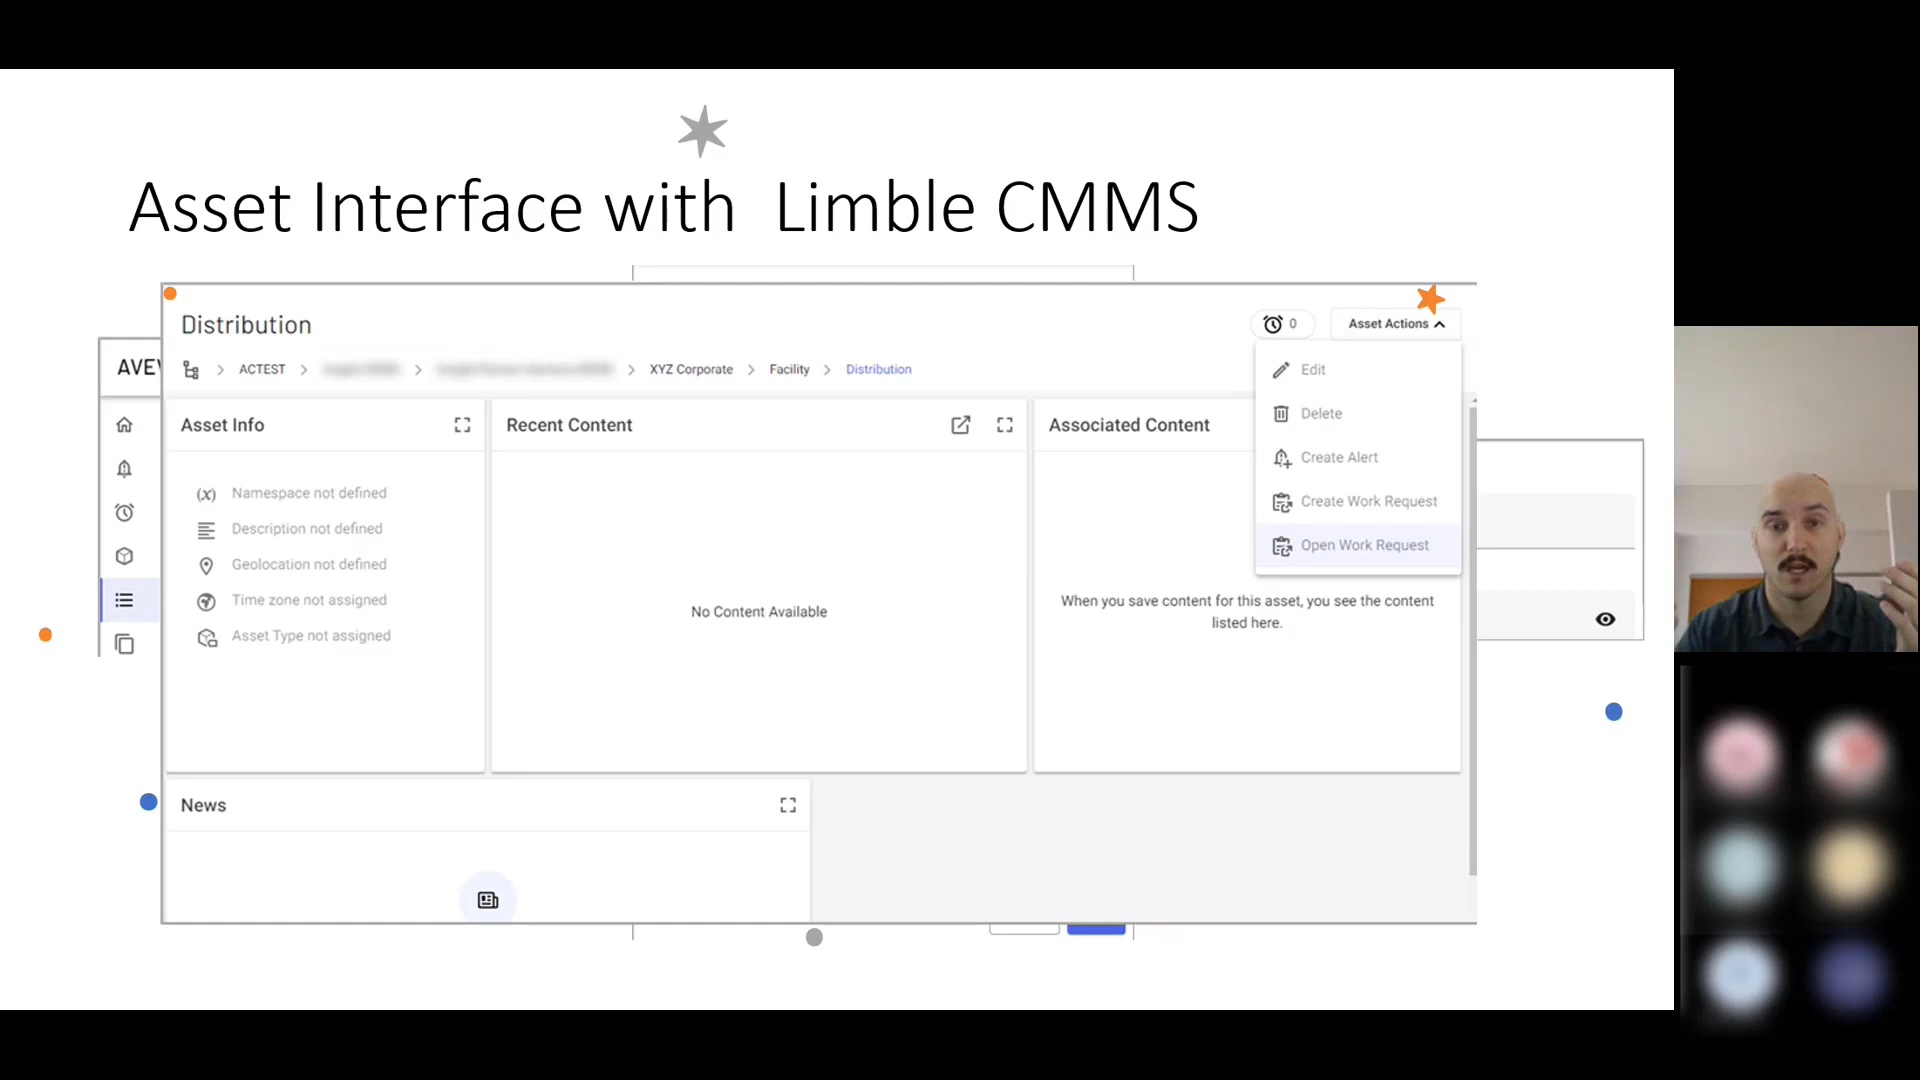 Asset Interface with  Limble CMMS
Distribution
0
Asset Actions
AVEV
ACTEST
XYZ Corporate
Facility
Distribution
Edit
Delete
Create Alert
Create Work Request
Open Work Request
Asset Info
Recent Content
Associated Content
(x)
Namespace not defined
Description not defined
Geolocation not defined
Time zone not assigned
Asset Type not assigned
No Content Available
When you save content for this asset, you see the content
listed here.
News